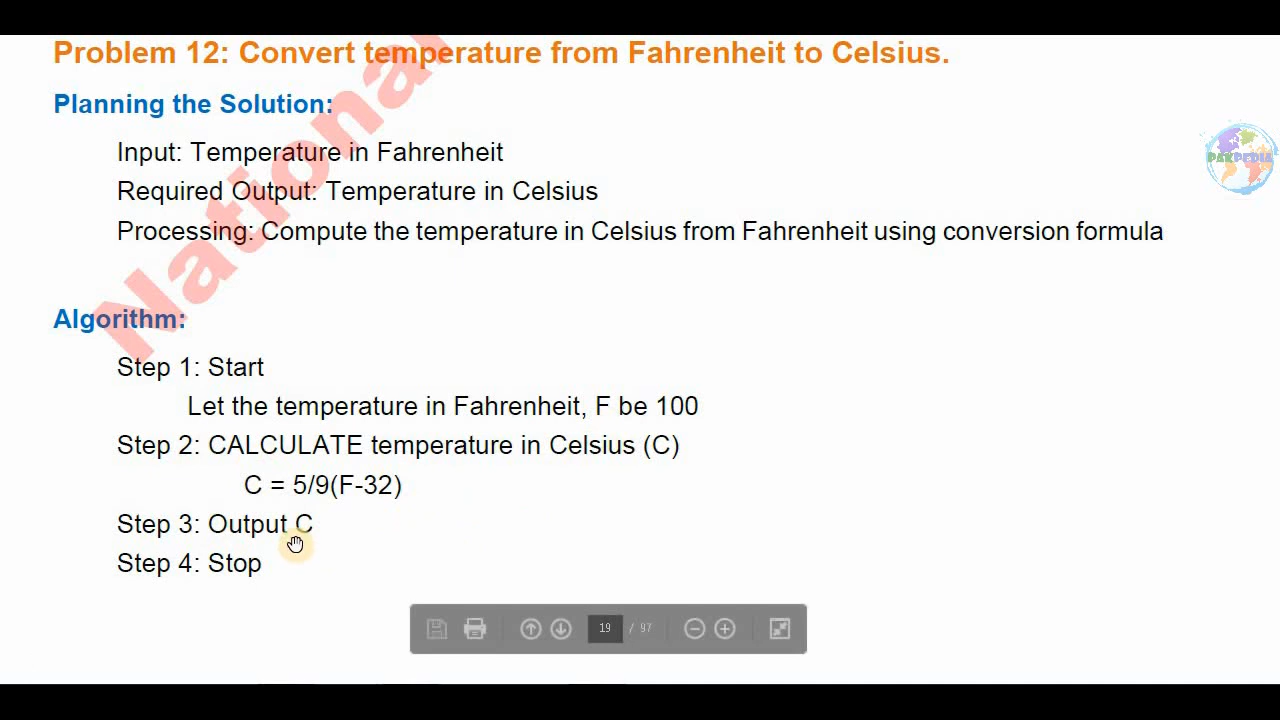 Problem 12: Convert temperature from Fahrenheit to Celsius.
Planning the Solution:
Input: Temperature in Fahrenheit
Required Output: Temperature in Celsius
Processing: Compute the temperature in Celsius from Fahrenheit using conversion formula
PAKPEDIA
National
Algorithm:
Step 1: Start
Let the temperature in Fahrenheit, F be 100
Step 2: CALCULATE temperature in Celsius (C)
C = 5/9(F-32)
Step 3: Output C
Step 4: Stop
19 / 97